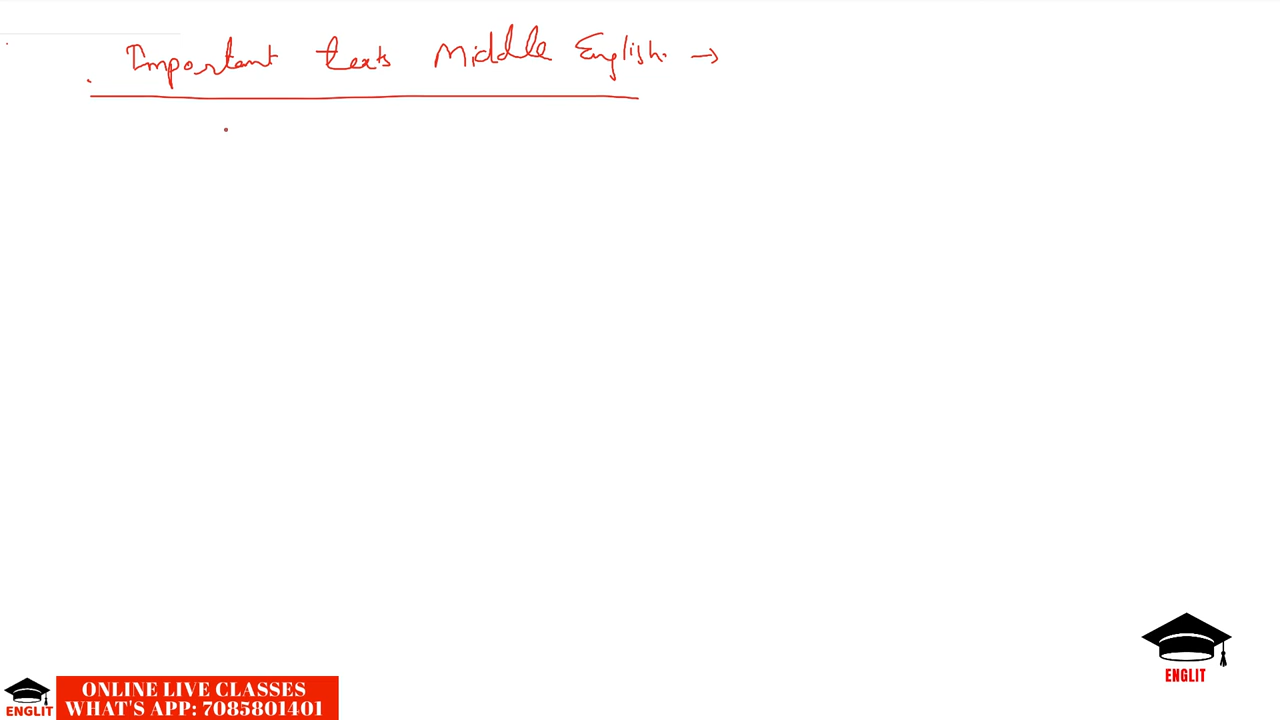 Important texts Middle English. →
ENGLIT
ENGLIT
ONLINE LIVE CLASSES
WHAT'S APP: 7085801401